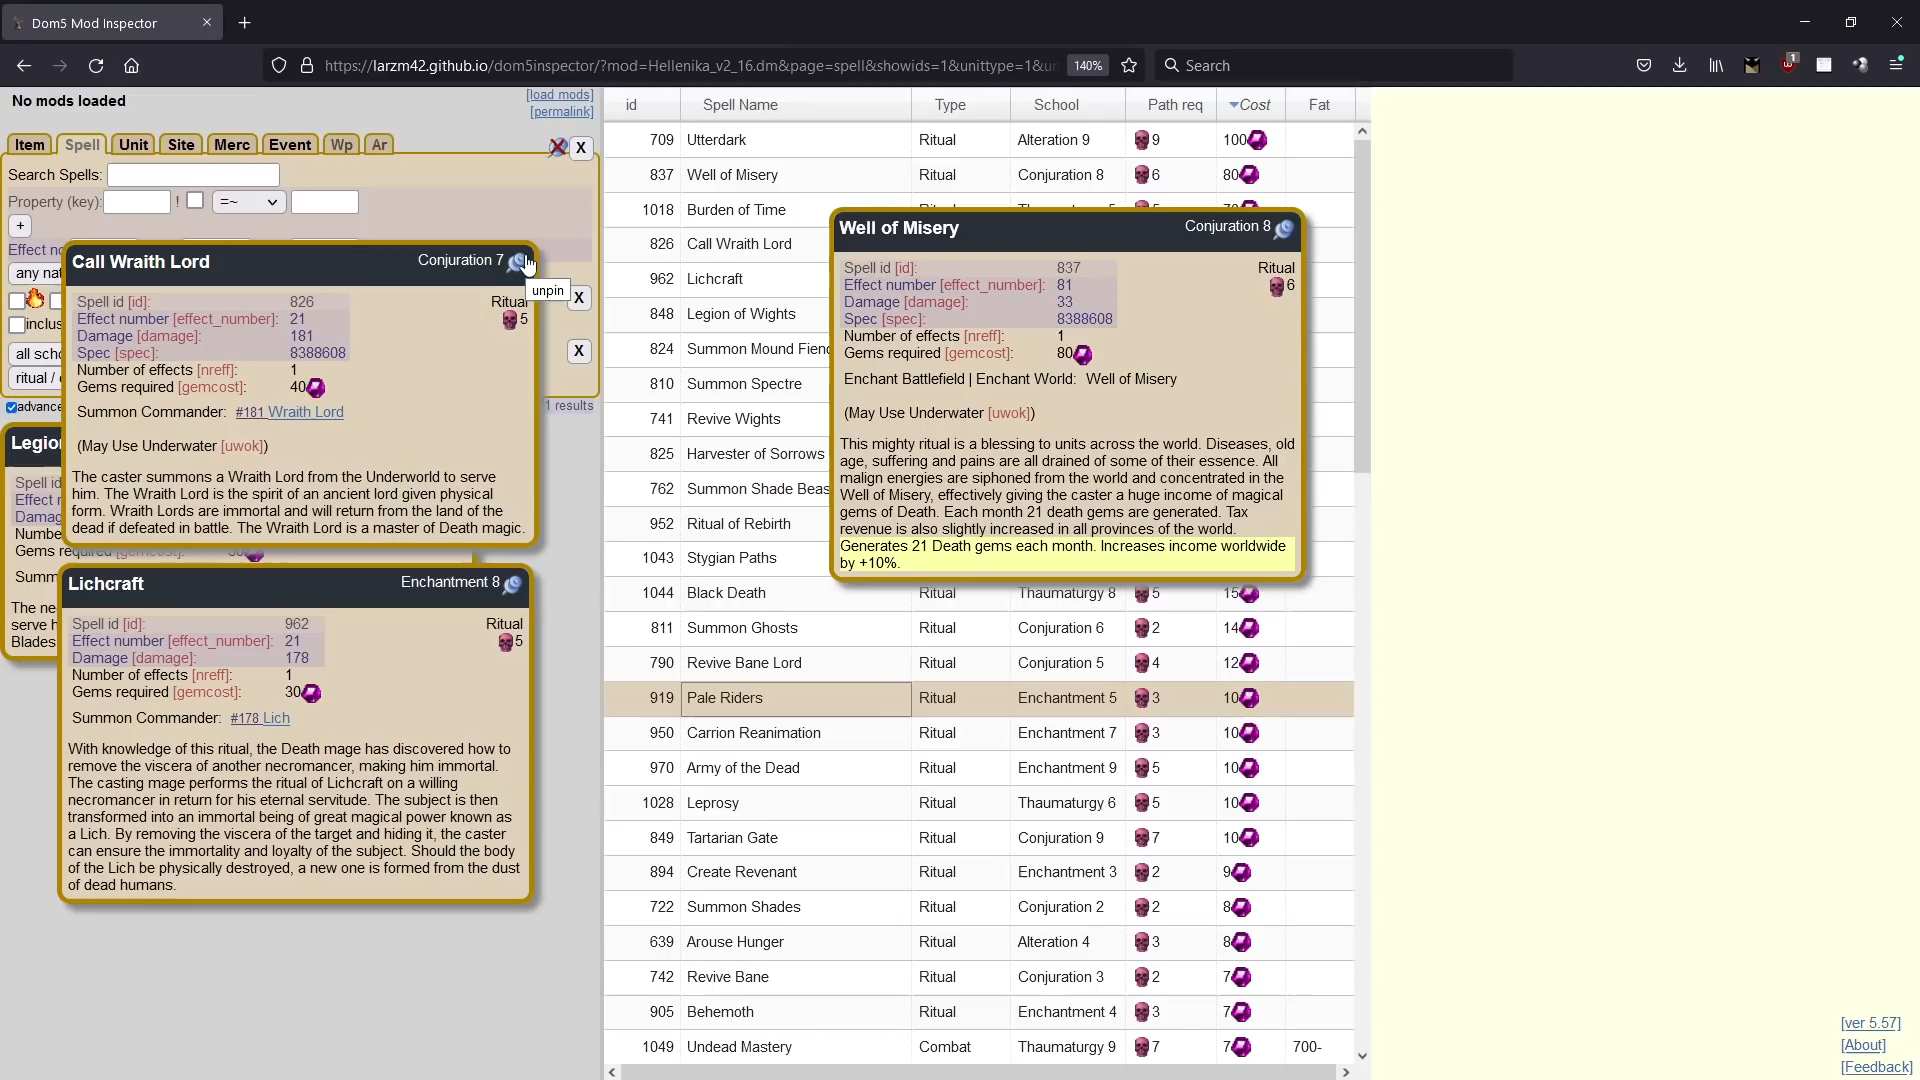 Dom5 Mod Inspector
https://larzm42.github.io/dom5inspector/?mod=Hellenika_v2_16.dm&page=spell&showids=1&unittype=1&ur
140%
Search
1
No mods loaded
[load mods]
[permalink]
Item Spell Unit Site Merc Event Wp Ar
X
Search Spells:
Property (key): ! =~
+
Effect
any
X
inclus
all
X
ritual /
advance
1 results
Call Wraith Lord Conjuration 7
unpin
Spell id [id]: 826 Ritual
Effect number [effect_number]: 21 5
Damage [damage]: 181
Spec [spec]: 8388608
Number of effects [nreff]: 1
Gems required [gemcost]: 40
Summon Commander: #181 Wraith Lord
(May Use Underwater [uwok])
The caster summons a Wraith Lord from the Underworld to serve
him. The Wraith Lord is the spirit of an ancient lord given physical
form. Wraith Lords are immortal and will return from the land of the
dead if defeated in battle. The Wraith Lord is a master of Death magic.
Legion
Spell id
Effect
Damag
Numbe
Gems required [gemcost]: 30
Summ
The ne
serve h
Blades
Lichcraft Enchantment 8
Spell id [id]: 962 Ritual
Effect number [effect_number]: 21 5
Damage [damage]: 178
Number of effects [nreff]: 1
Gems required [gemcost]: 30
Summon Commander: #178 Lich
With knowledge of this ritual, the Death mage has discovered how to
remove the viscera of another necromancer, making him immortal.
The casting mage performs the ritual of Lichcraft on a willing
necromancer in return for his eternal servitude. The subject is then
transformed into an immortal being of great magical power known as
a Lich. By removing the viscera of the target and hiding it, the caster
can ensure the immortality and loyalty of the subject. Should the body
of the Lich be physically destroyed, a new one is formed from the dust
of dead humans.
id Spell Name Type School Path req Cost Fat
709 Utterdark Ritual Alteration 9 9 100
837 Well of Misery Ritual Conjuration 8 6 80
1018 Burden of Time
826 Call Wraith Lord
962 Lichcraft
848 Legion of Wights
824 Summon Mound Fiend
810 Summon Spectre
741 Revive Wights
825 Harvester of Sorrows
762 Summon Shade Beas
952 Ritual of Rebirth
1043 Stygian Paths
1044 Black Death Ritual Thaumaturgy 8 5 15
811 Summon Ghosts Ritual Conjuration 6 2 14
790 Revive Bane Lord Ritual Conjuration 5 4 12
919 Pale Riders Ritual Enchantment 5 3 10
950 Carrion Reanimation Ritual Enchantment 7 3 10
970 Army of the Dead Ritual Enchantment 9 5 10
1028 Leprosy Ritual Thaumaturgy 6 5 10
849 Tartarian Gate Ritual Conjuration 9 7 10
894 Create Revenant Ritual Enchantment 3 2 9
722 Summon Shades Ritual Conjuration 2 2 8
639 Arouse Hunger Ritual Alteration 4 3 8
742 Revive Bane Ritual Conjuration 3 2 7
905 Behemoth Ritual Enchantment 4 3 7
1049 Undead Mastery Combat Thaumaturgy 9 7 7 700-
Well of Misery Conjuration 8
Spell id [id]: 837 Ritual
Effect number [effect_number]: 81 6
Damage [damage]: 33
Spec [spec]: 8388608
Number of effects [nreff]: 1
Gems required [gemcost]: 80
Enchant Battlefield | Enchant World: Well of Misery
(May Use Underwater [uwok])
This mighty ritual is a blessing to units across the world. Diseases, old
age, suffering and pains are all drained of some of their essence. All
malign energies are siphoned from the world and concentrated in the
Well of Misery, effectively giving the caster a huge income of magical
gems of Death. Each month 21 death gems are generated. Tax
revenue is also slightly increased in all provinces of the world.
Generates 21 Death gems each month. Increases income worldwide
by +10%.
[ver 5.57]
[About]
[Feedback]